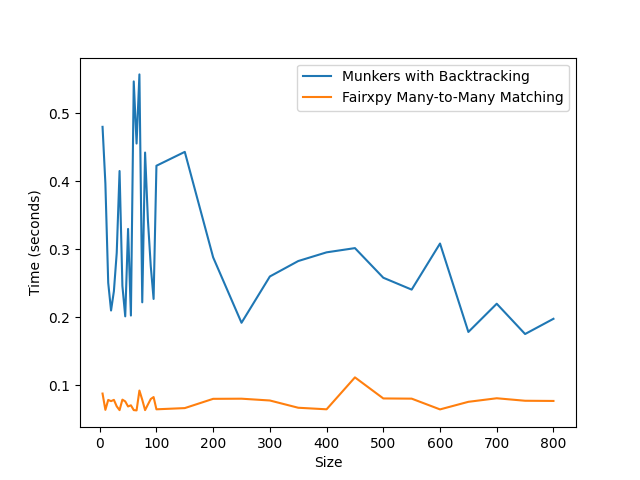 Munkers with Backtracking
Fairxpy Many-to-Many Matching
0.5
0.4
0.3
0.2
0.1
Time (seconds)
0 100 200 300 400 500 600 700 800
Size